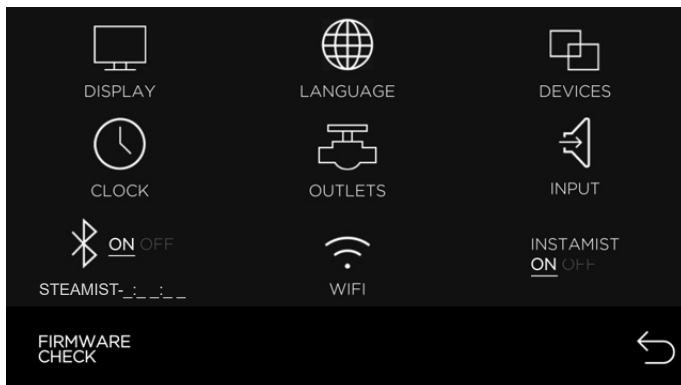 DISPLAY
LANGUAGE
DEVICES
CLOCK
OUTLETS
INPUT
ON OFF
STEAMIST-_:_ _:_ _
WIFI
INSTAMIST
ON OFF
FIRMWARE
CHECK